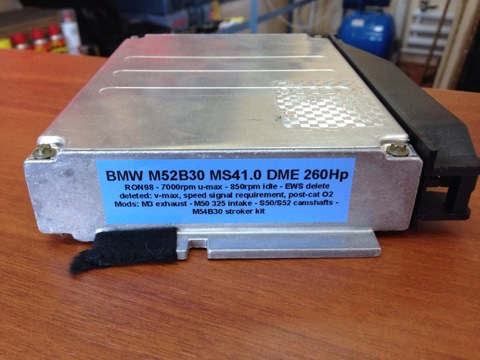 BMW M52B30 MS41.0 DME 260Hp
RON98 - 7000rpm u-max - 850rpm idle - EWS delete
deleted: v-max, speed signal requirement, post-cat O2
Mods: M3 exhaust - M50 325 intake - S50/S52 camshafts -
M54B30 stroker kit